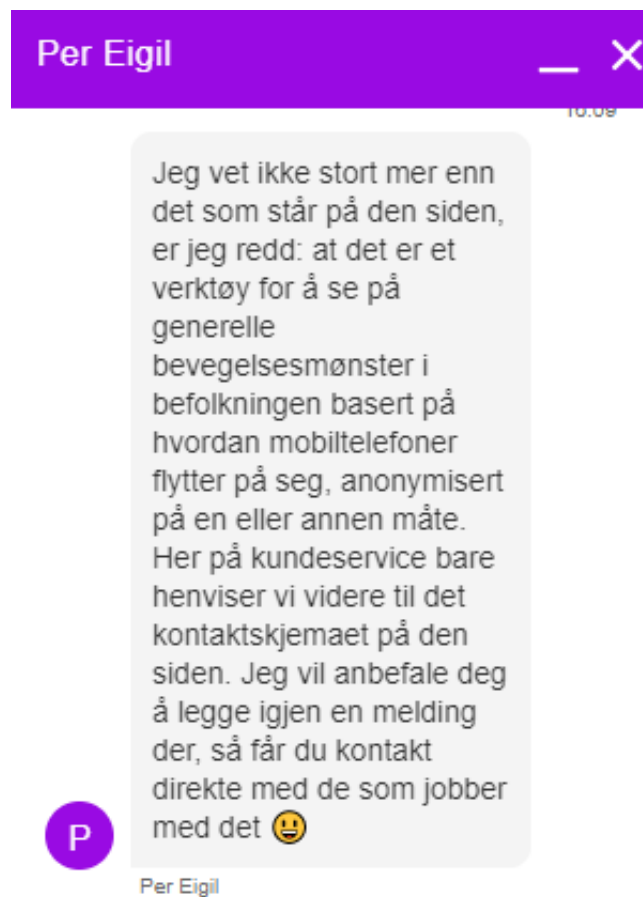 Per Eigil
16:09
Jeg vet ikke stort mer enn
det som står på den siden,
er jeg redd: at det er et
verktøy for å se på
generelle
bevegelsesmønster i
befolkningen basert på
hvordan mobiltelefoner
flytter på seg, anonymisert
på en eller annen måte.
Her på kundeservice bare
henviser vi videre til det
kontaktskjemaet på den
siden. Jeg vil anbefale deg
å legge igjen en melding
der, så får du kontakt
direkte med de som jobber
med det 😃
P
Per Eigil